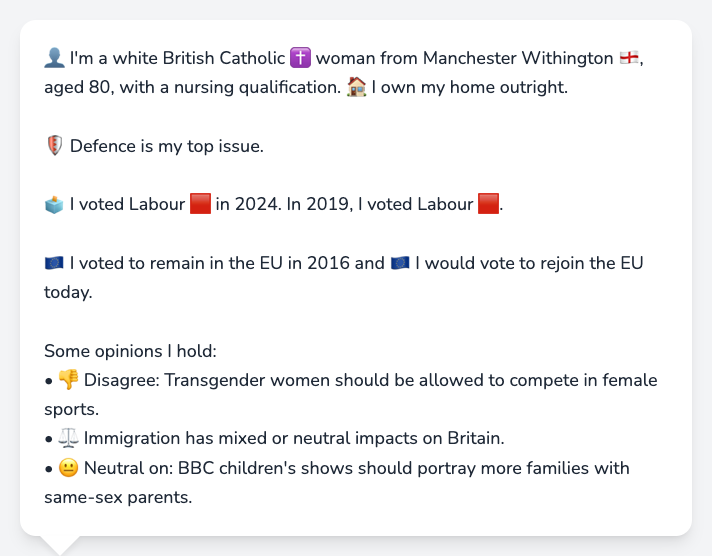 👤 I'm a white British Catholic ✝️ woman from Manchester Withington 🏴󠁧󠁢󠁥󠁮󠁧󠁿,
aged 80, with a nursing qualification. 🏠 I own my home outright.
🛡️ Defence is my top issue.
🗳️ I voted Labour 🟥 in 2024. In 2019, I voted Labour 🟥.
🇪🇺 I voted to remain in the EU in 2016 and 🇪🇺 I would vote to rejoin the EU
today.
Some opinions I hold:
• 👎 Disagree: Transgender women should be allowed to compete in female
sports.
• ⚖️ Immigration has mixed or neutral impacts on Britain.
• 😐 Neutral on: BBC children's shows should portray more families with
same-sex parents.